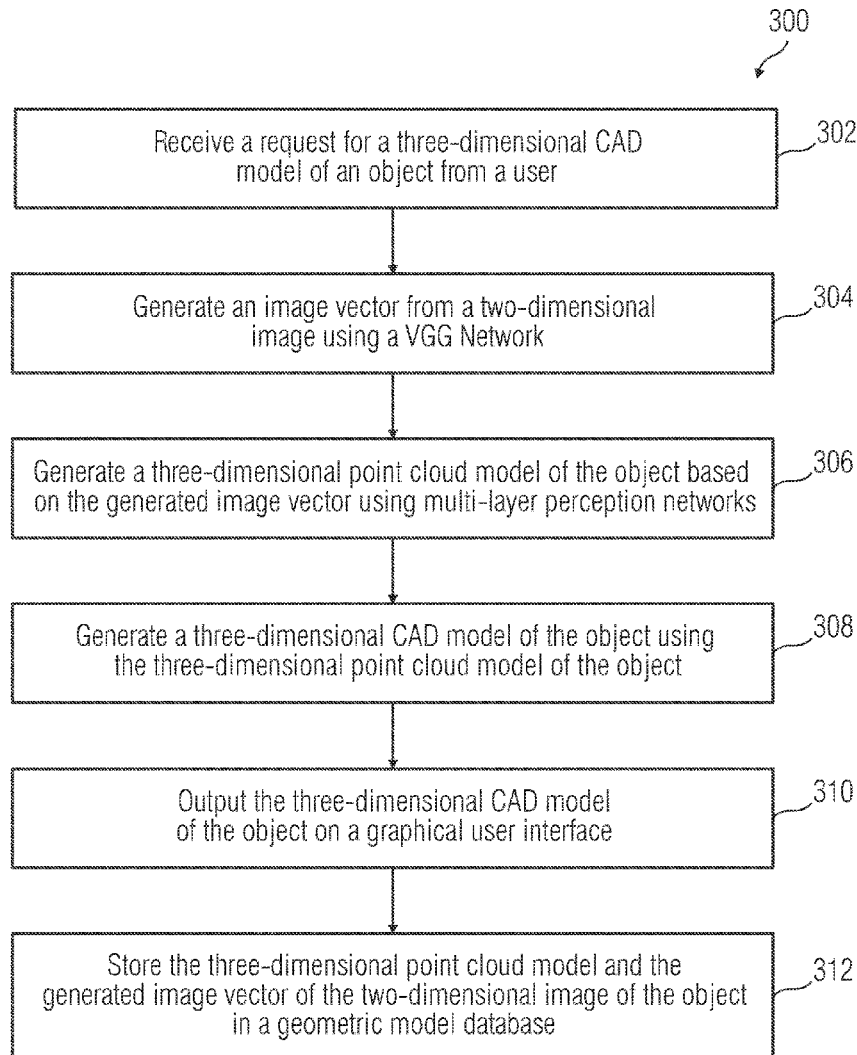 300
Receive a request for a three-dimensional CAD
model of an object from a user
302
Generate an image vector from a two-dimensional
image using a VGG Network
304
Generate a three-dimensional point cloud model of the object based
on the generated image vector using multi-layer perception networks
306
Generate a three-dimensional CAD model of the object using
the three-dimensional point cloud model of the object
308
Output the three-dimensional CAD model
of the object on a graphical user interface
310
Store the three-dimensional point cloud model and the
generated image vector of the two-dimensional image of the object
in a geometric model database
312